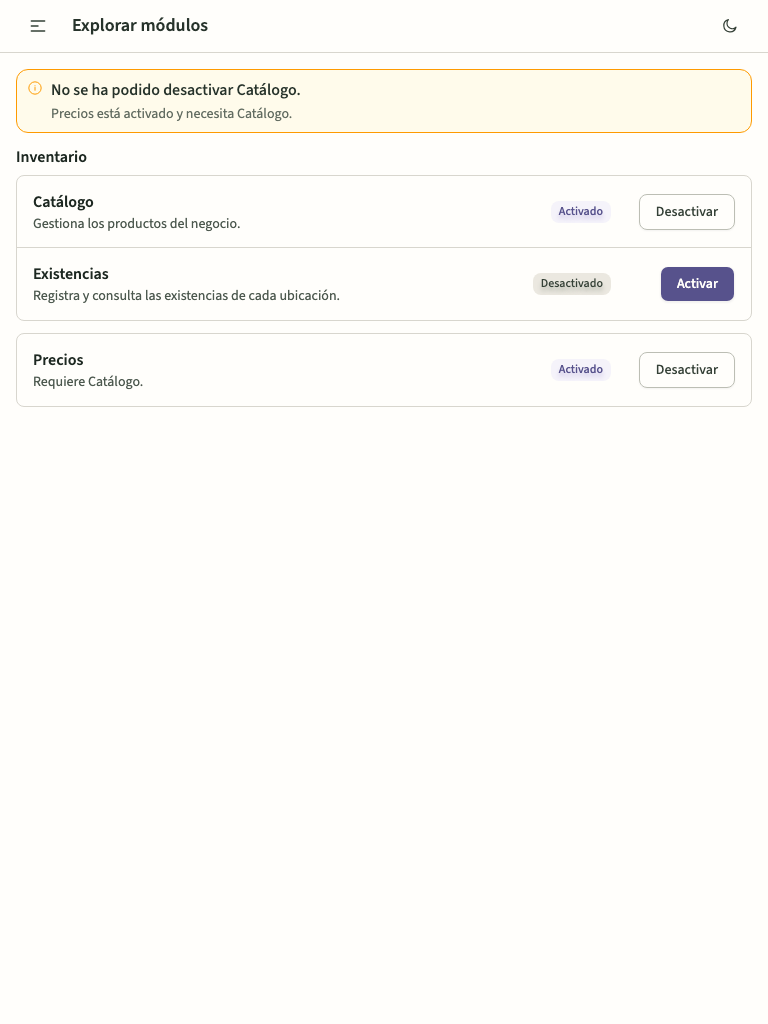 Explorar módulos
No se ha podido desactivar Catálogo.
Precios está activado y necesita Catálogo.
Inventario
Catálogo
Gestiona los productos del negocio.
Activado
Desactivar
Existencias
Registra y consulta las existencias de cada ubicación.
Desactivado
Activar
Precios
Requiere Catálogo.
Activado
Desactivar